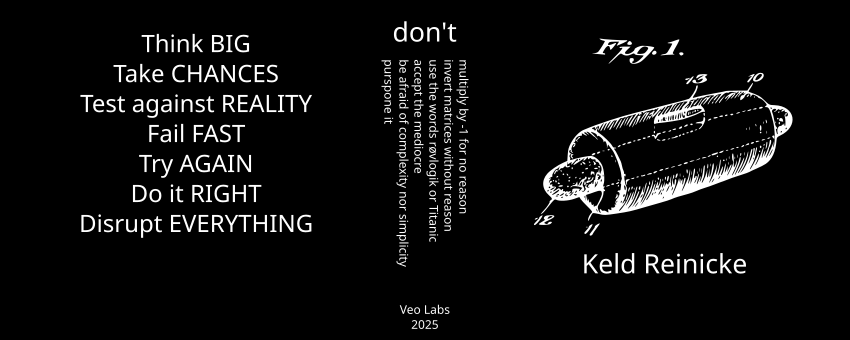 Think BIG
Take CHANCES
Test against REALITY
Fail FAST
Try AGAIN
Do it RIGHT
Disrupt EVERYTHING
don't
multiply by -1 for no reason
invert matrices without reason
use the words røvlogik or Titanic
accept the mediocre
be afraid of complexity nor simplicity
purspone it
Veo Labs
2025
Fig. 1.
13
10
12
11
Keld Reinicke